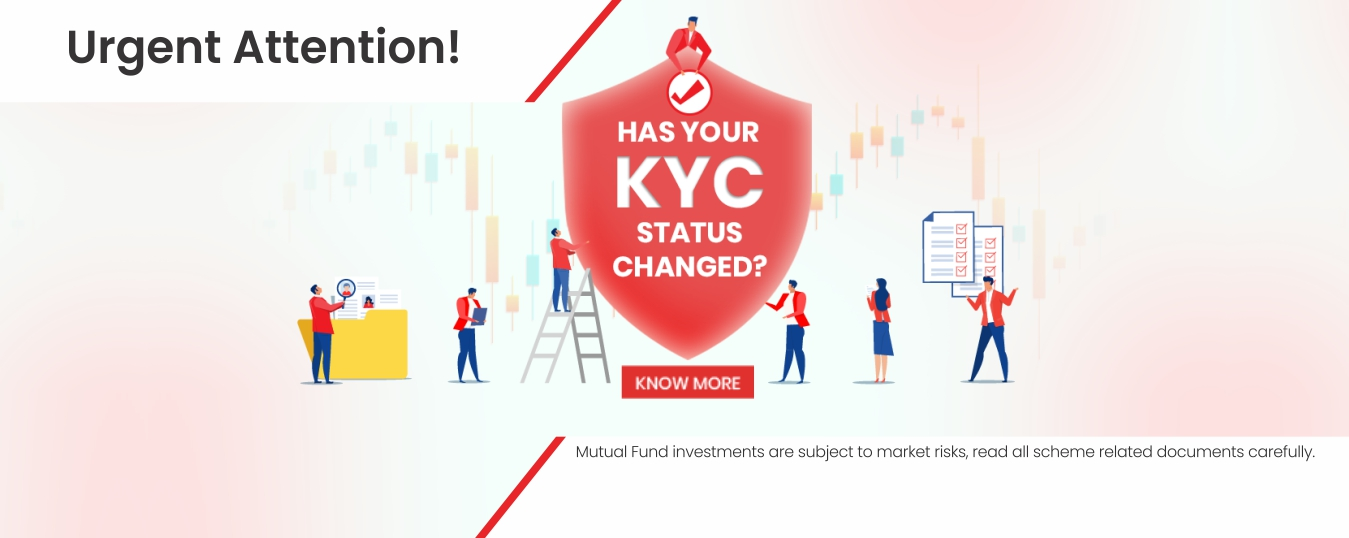 Urgent Attention!
HAS YOUR
KYC
STATUS
CHANGED?
KNOW MORE
Mutual Fund investments are subject to market risks, read all scheme related documents carefully.